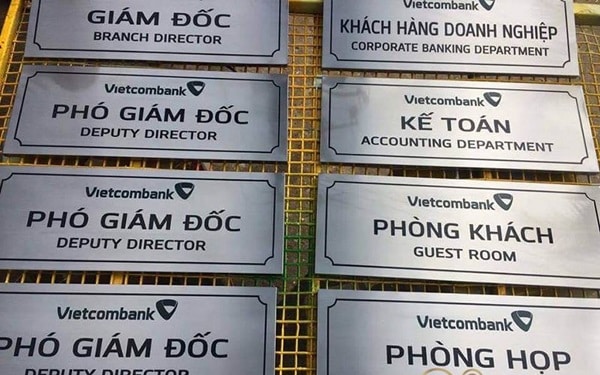 GIÁM ĐỐC
BRANCH DIRECTOR
Vietcombank
PHÓ GIÁM ĐỐC
DEPUTY DIRECTOR
Vietcombank
PHÓ GIÁM ĐỐC
DEPUTY DIRECTOR
Vietcombank
PHÓ GIÁM ĐỐC
DEPUTY DIRECTOR
Vietcombank
KHÁCH HÀNG DOANH NGHIỆP
CORPORATE BANKING DEPARTMENT
Vietcombank
KẾ TOÁN
ACCOUNTING DEPARTMENT
Vietcombank
PHÒNG KHÁCH
GUEST ROOM
Vietcombank
PHÒNG HỌP